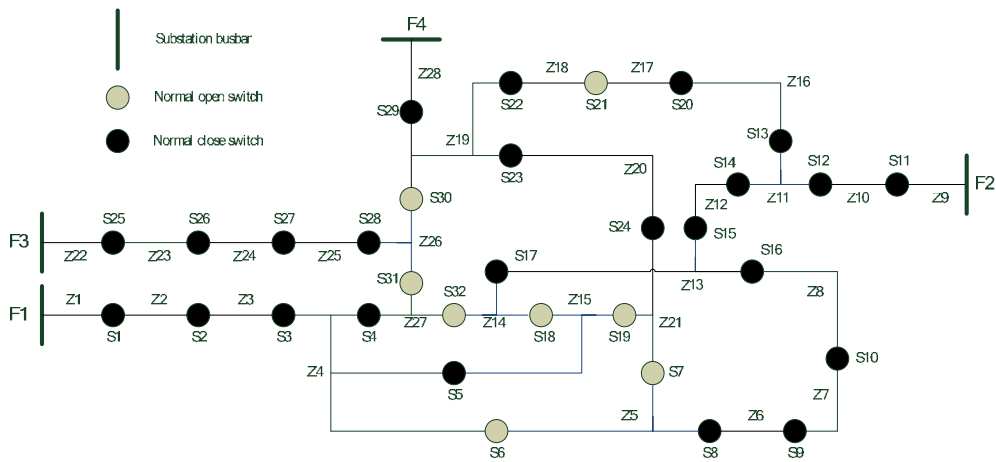 F4
Substation busbar
Z28
Z18
Z17
Normal open switch
Z16
S22
S21
S20
S29
Normal close switch
Z19
S13
S14
S12
S11
S23
Z20
F2
Z12
Z11
Z10
Z9
S30
S25
S26
S27
S28
S24
S15
F3
Z26
Z22
Z23
Z24
Z25
S17
S16
S31
Z13
Z8
S32
Z1
Z2
Z3
Z15
F1
Z27
Z14
Z21
S1
S2
S3
S4
S18
S19
S10
Z4
S7
S5
Z7
Z5
Z6
S6
S8
S9